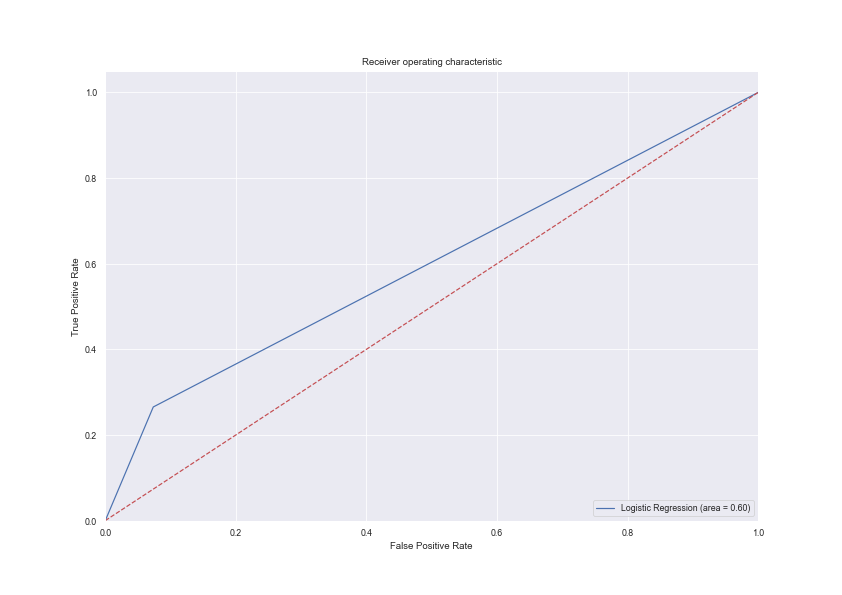 Receiver operating characteristic
1.0
0.8
0.6
0.4
0.2
0.0
True Positive Rate
Logistic Regression (area = 0.60)
0.0 0.2 0.4 0.6 0.8 1.0
False Positive Rate